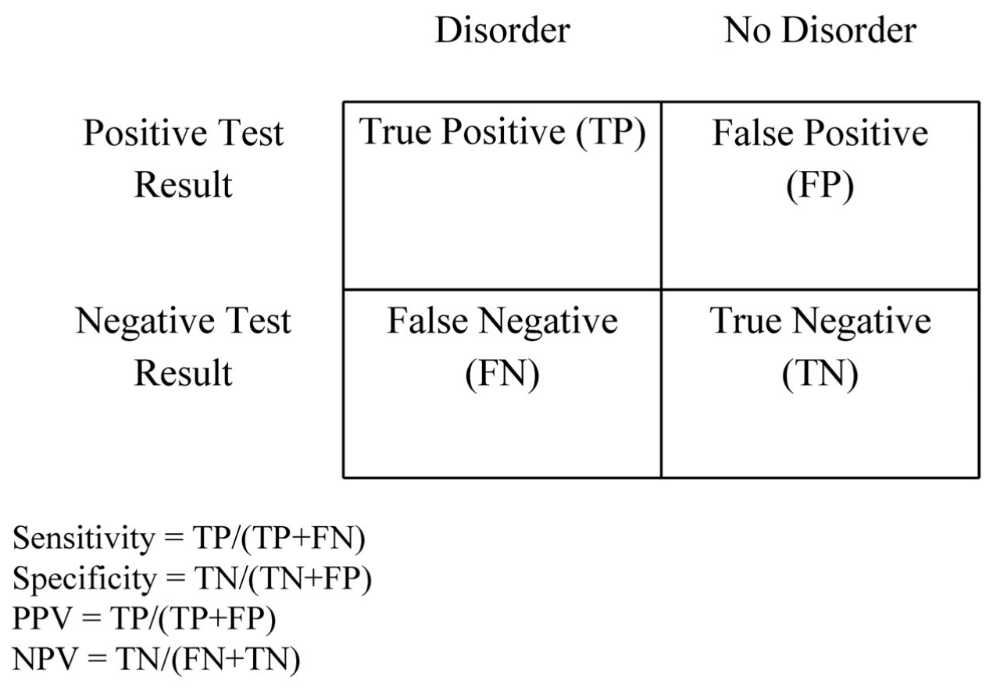 Disorder No Disorder
Positive Test Result True Positive (TP) False Positive (FP)
Negative Test Result False Negative (FN) True Negative (TN)
Sensitivity = TP/(TP+FN)
Specificity = TN/(TN+FP)
PPV = TP/(TP+FP)
NPV = TN/(FN+TN)